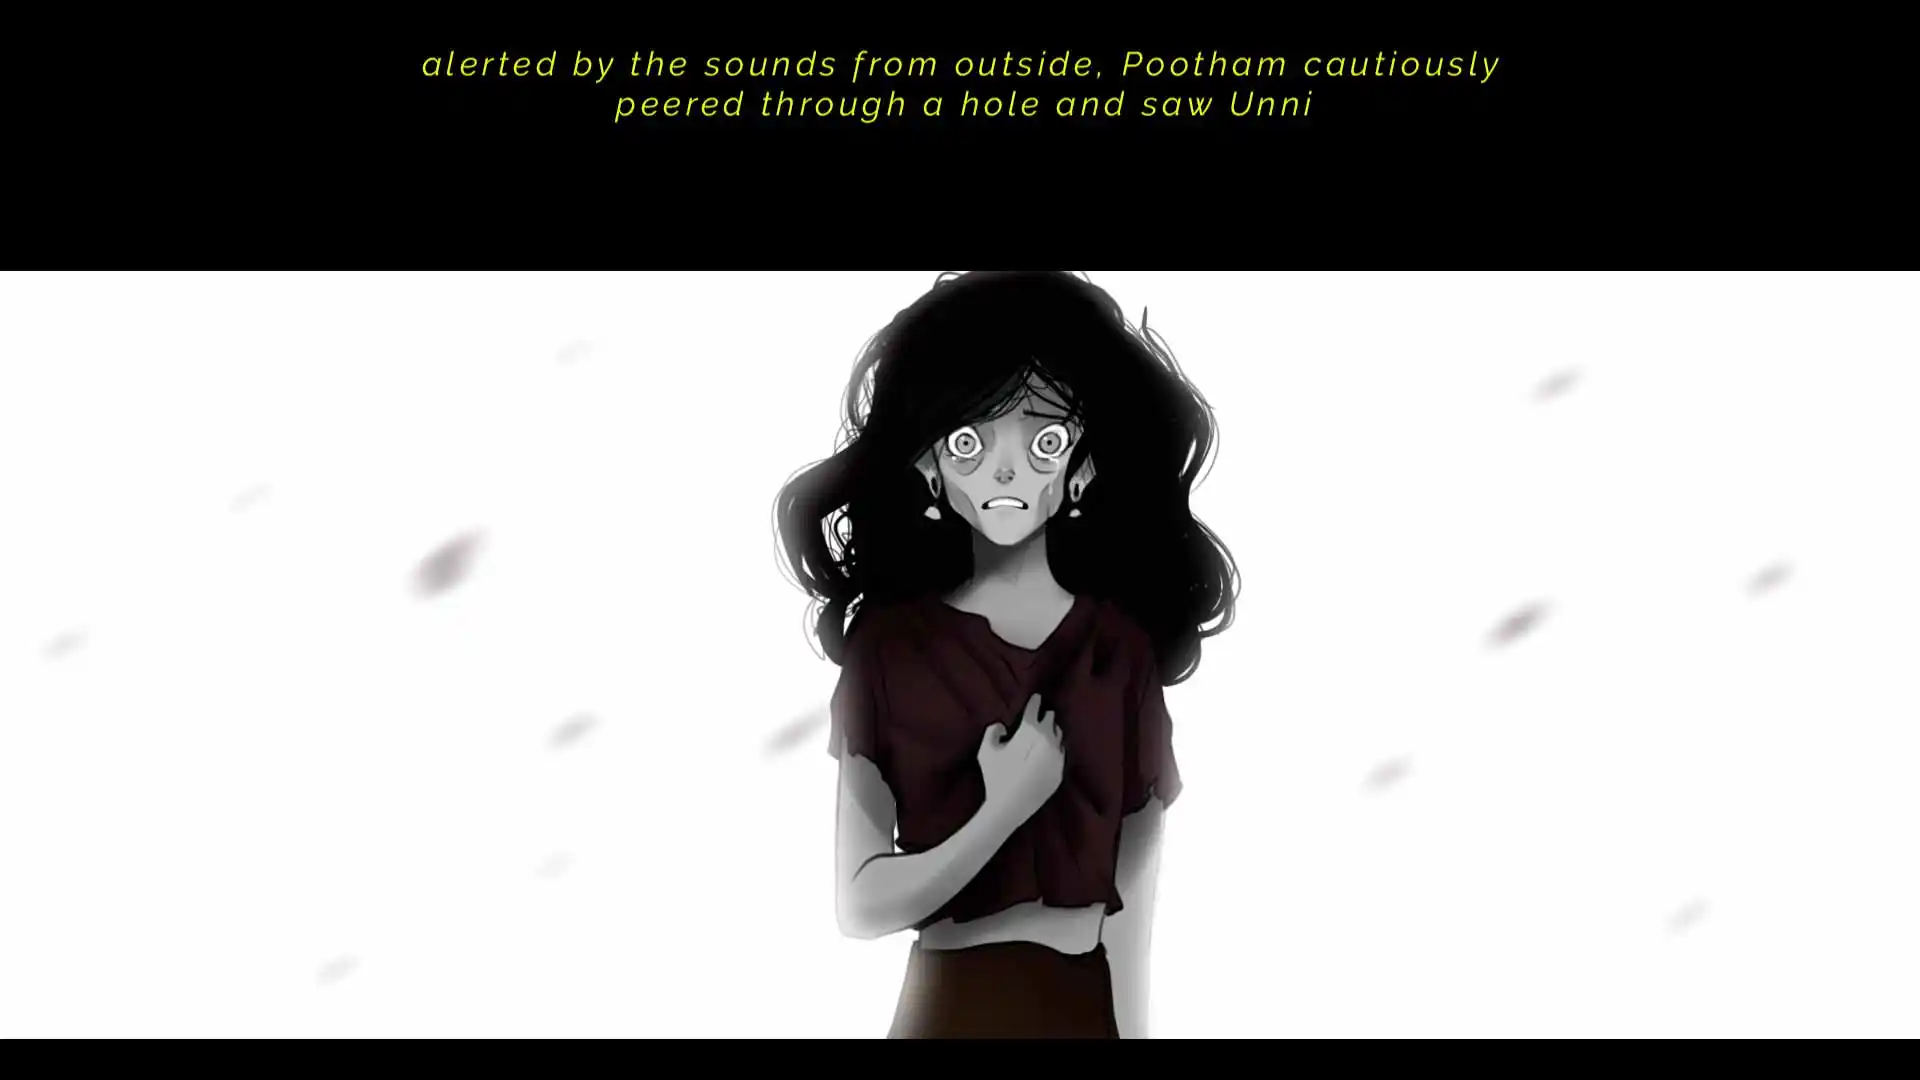 alerted by the sounds from outside, Pootham cautiously
peered through a hole and saw Unni